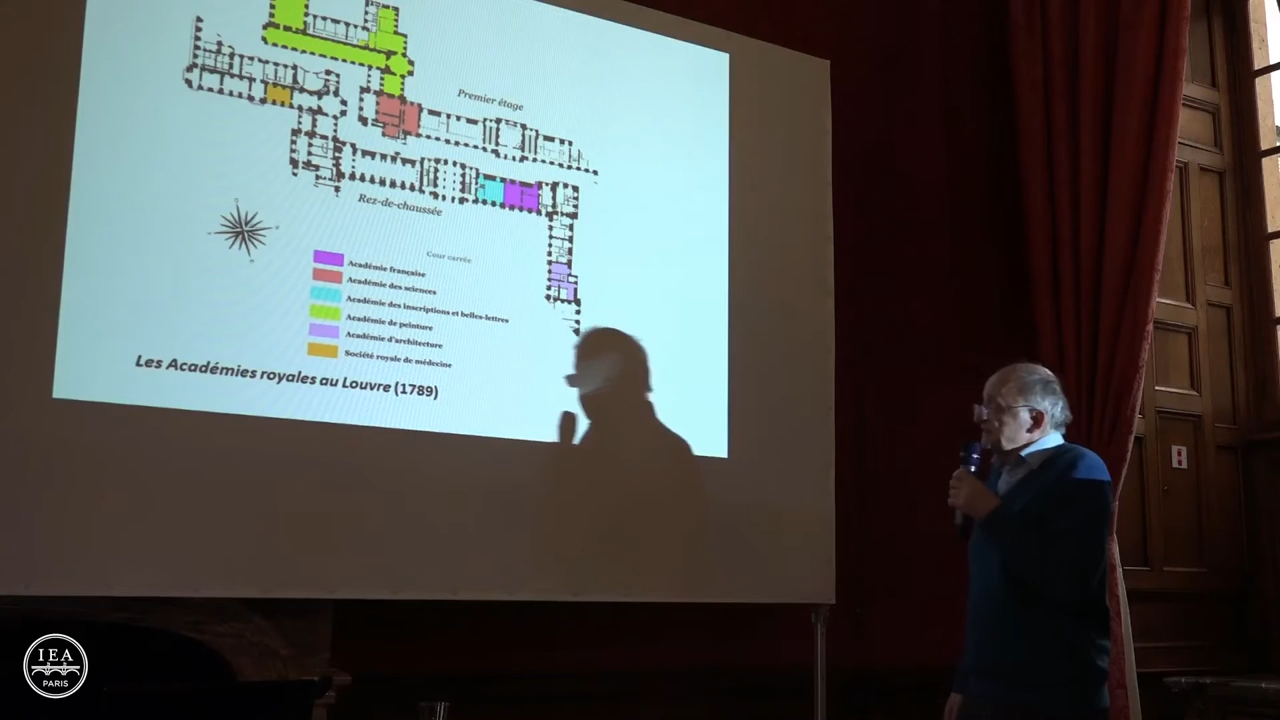 Premier étage
Rez-de-chaussée
Cour carrée
Académie française
Académie des sciences
Académie des inscriptions et belles-lettres
Académie de peinture
Académie d'architecture
Société royale de médecine
Les Académies royales au Louvre (1789)
IEA
PARIS